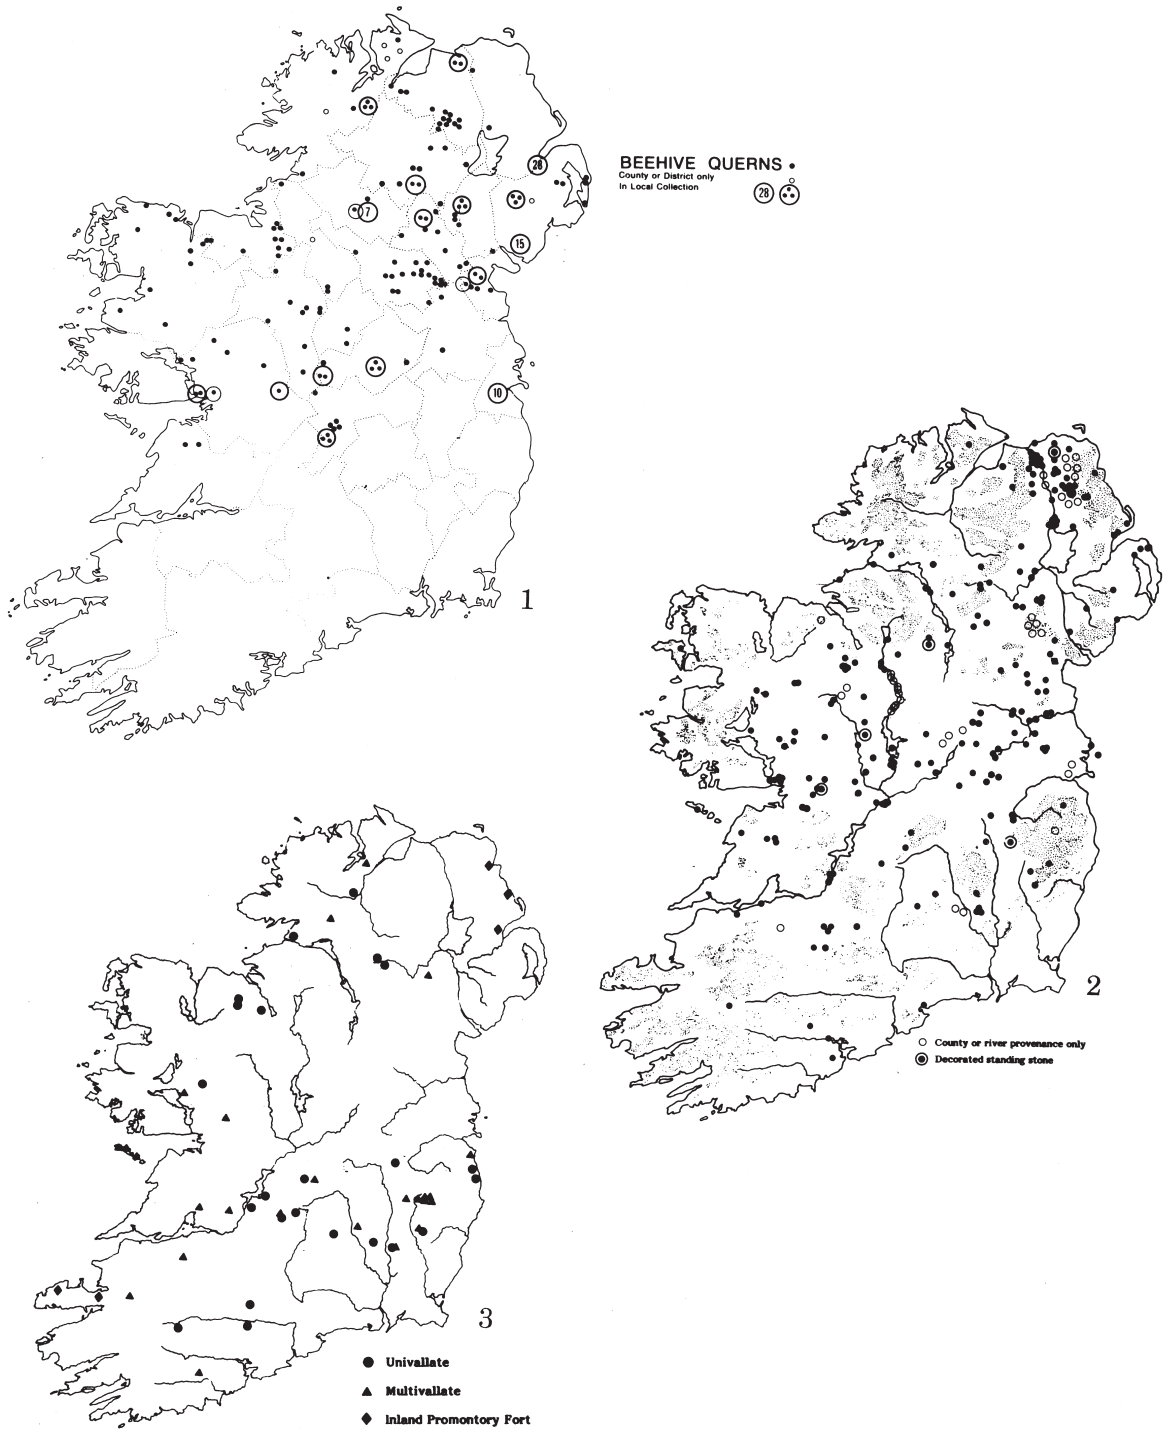 BEEHIVE QUERNS
County or District only
In Local Collection
28
28
7
15
10
1
2
County or river provenance only
Decorated standing stone
3
Univallate
Multivallate
Inland Promontory Fort